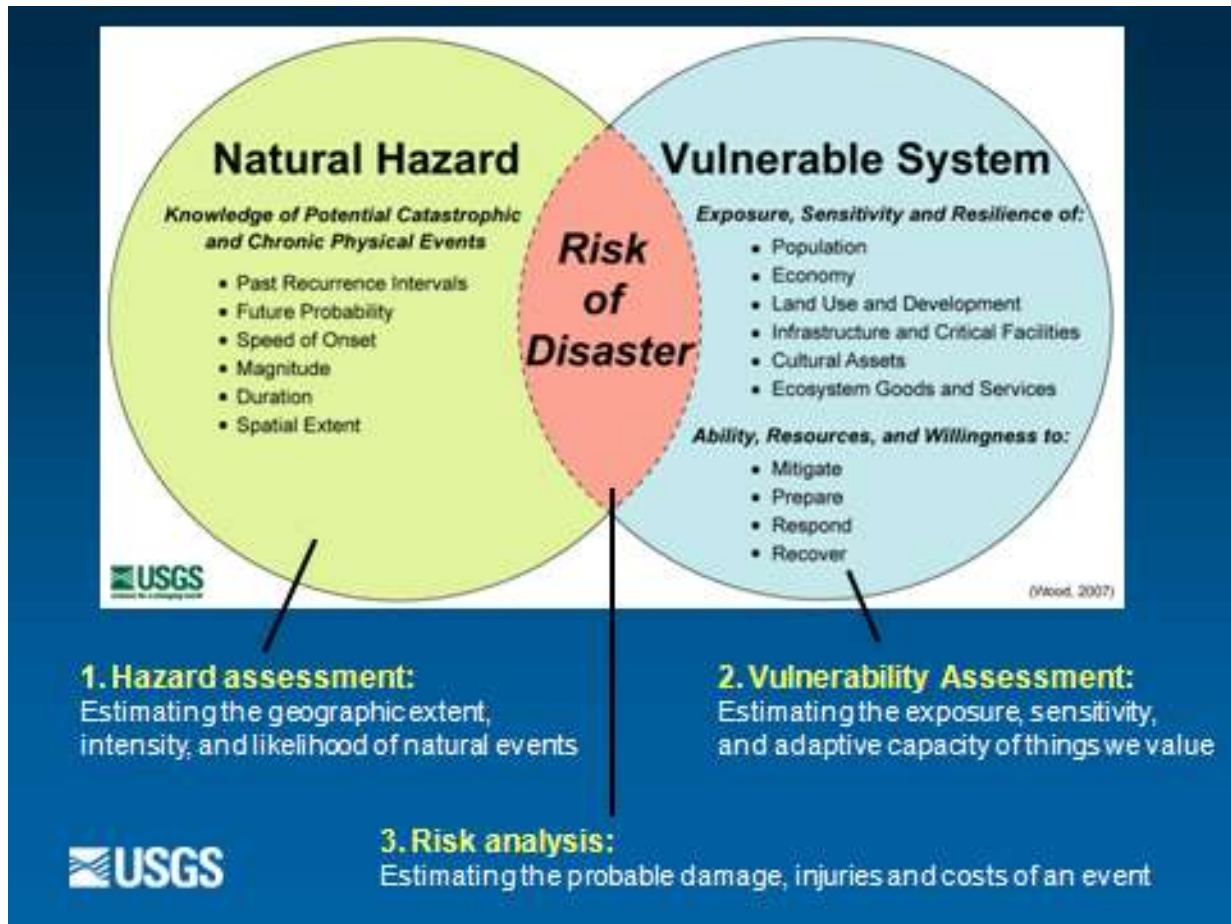 Natural Hazard
Knowledge of Potential Catastrophic
and Chronic Physical Events
• Past Recurrence Intervals
• Future Probability
• Speed of Onset
• Magnitude
• Duration
• Spatial Extent
Risk
of
Disaster
Vulnerable System
Exposure, Sensitivity and Resilience of:
• Population
• Economy
• Land Use and Development
• Infrastructure and Critical Facilities
• Cultural Assets
• Ecosystem Goods and Services
Ability, Resources, and Willingness to:
• Mitigate
• Prepare
• Respond
• Recover
USGS
science for a changing world
(Wood, 2007)
1. Hazard assessment:
Estimating the geographic extent,
intensity, and likelihood of natural events
2. Vulnerability Assessment:
Estimating the exposure, sensitivity,
and adaptive capacity of things we value
3. Risk analysis:
Estimating the probable damage, injuries and costs of an event
USGS